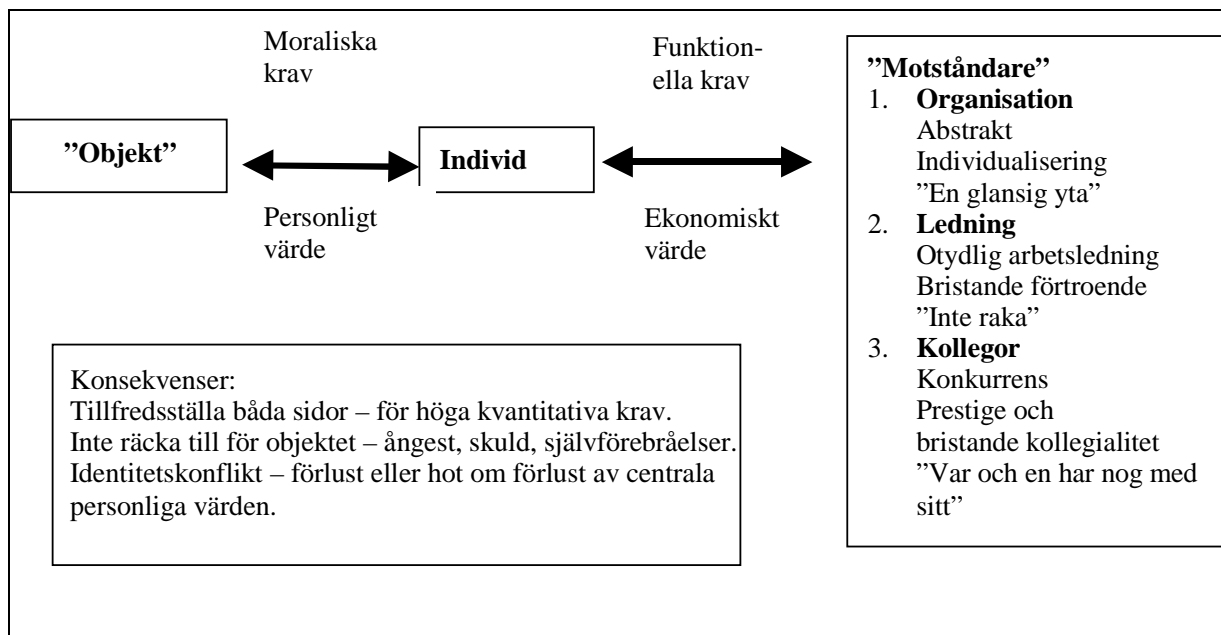 Moraliska
krav
Funktion-
ella krav
”Objekt”
Individ
Personligt
värde
Ekonomiskt
värde
”Motståndare”
1. Organisation
Abstrakt
Individualisering
”En glansig yta”
2. Ledning
Otydlig arbetsledning
Bristande förtroende
”Inte raka”
3. Kollegor
Konkurrens
Prestige och
bristande kollegialitet
”Var och en har nog med
sitt”
Konsekvenser:
Tillfredsställa båda sidor – för höga kvantitativa krav.
Inte räcka till för objektet – ångest, skuld, självförebråelser.
Identitetskonflikt – förlust eller hot om förlust av centrala
personliga värden.